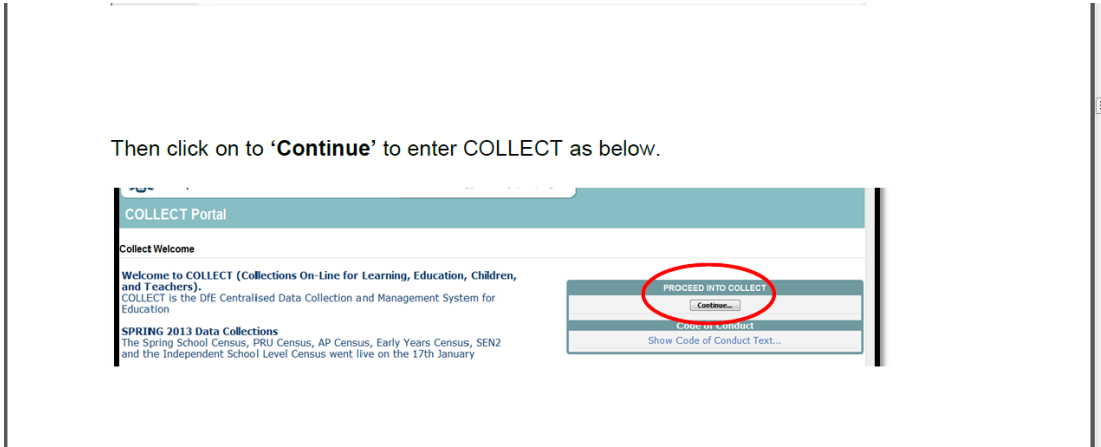 Then click on to ‘Continue’ to enter COLLECT as below.
COLLECT Portal
Collect Welcome
Welcome to COLLECT (Collections On-Line for Learning, Education, Children,
and Teachers).
COLLECT is the DfE Centralised Data Collection and Management System for
Education
SPRING 2013 Data Collections
The Spring School Census, PRU Census, AP Census, Early Years Census, SEN2
and the Independent School Level Census went live on the 17th January
PROCEED INTO COLLECT
Continue...
Code of Conduct
Show Code of Conduct Text...